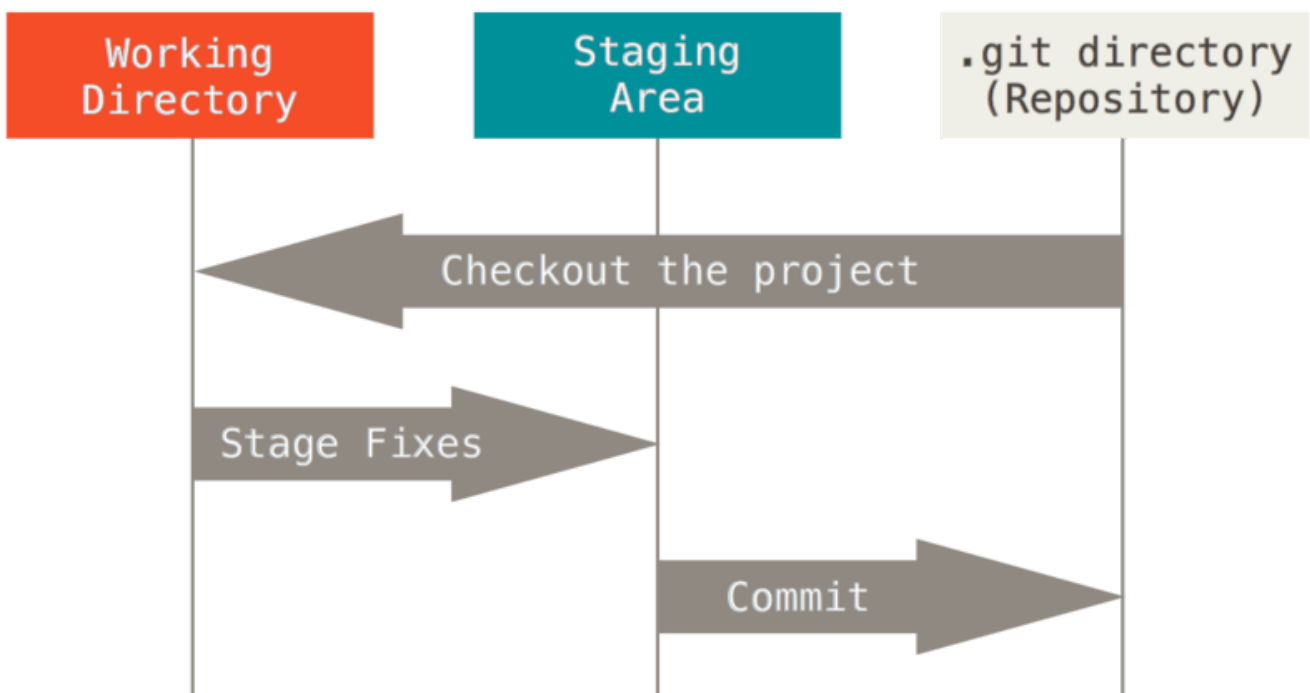 Working
Directory
Staging
Area
.git directory
(Repository)
Checkout the project
Stage Fixes
Commit